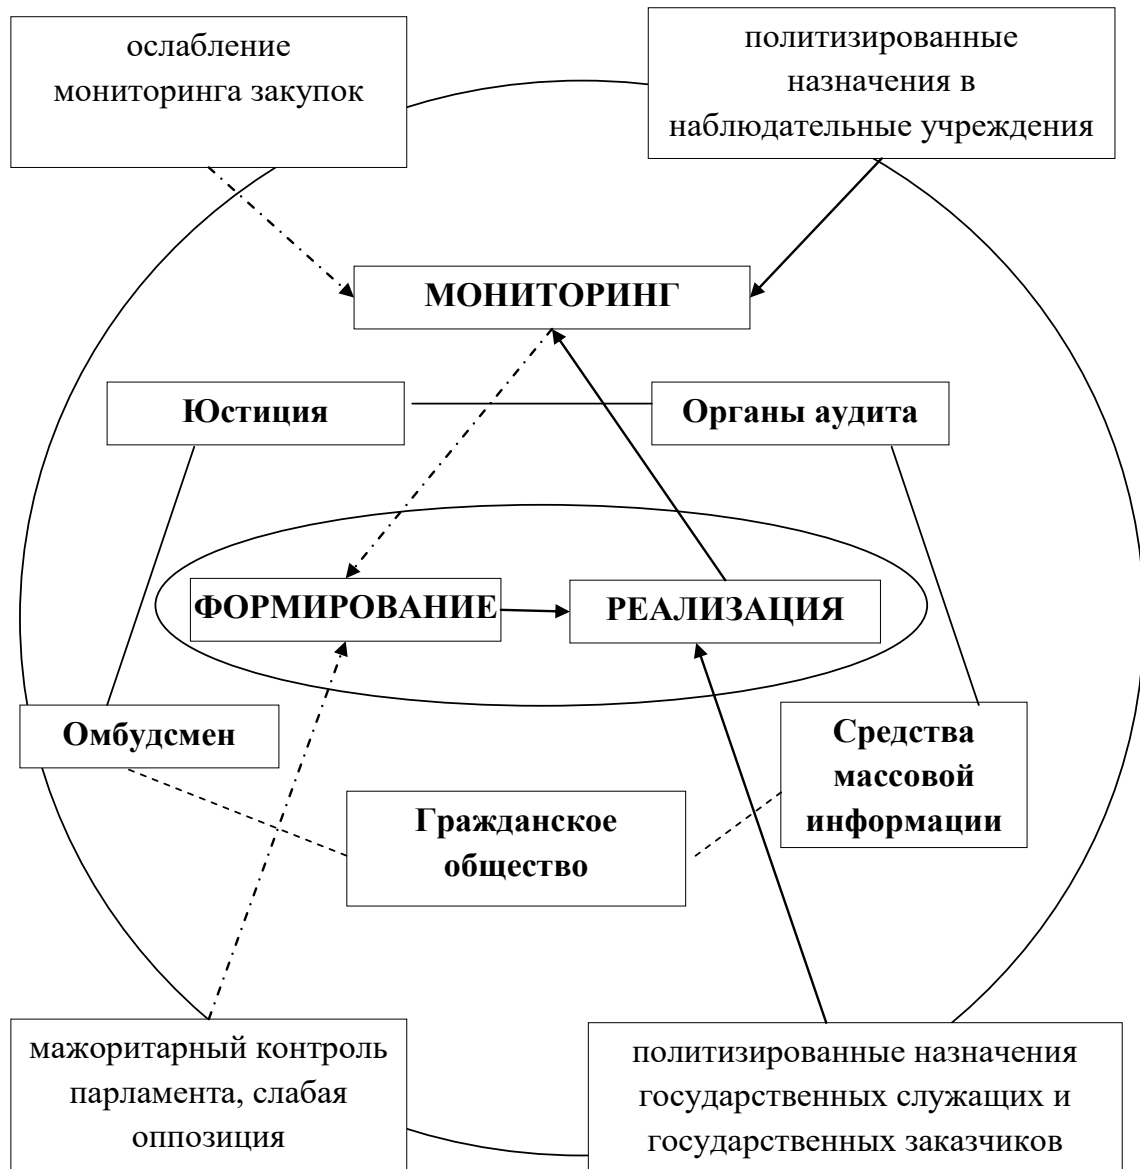 ослабление
мониторинга закупок
политизированные
назначения в
наблюдательные учреждения
МОНИТОРИНГ
Юстиция
Органы аудита
ФОРМИРОВАНИЕ
РЕАЛИЗАЦИЯ
Омбудсмен
Средства
массовой
информации
Гражданское
общество
мажоритарный контроль
парламента, слабая
оппозиция
политизированные назначения
государственных служащих и
государственных заказчиков